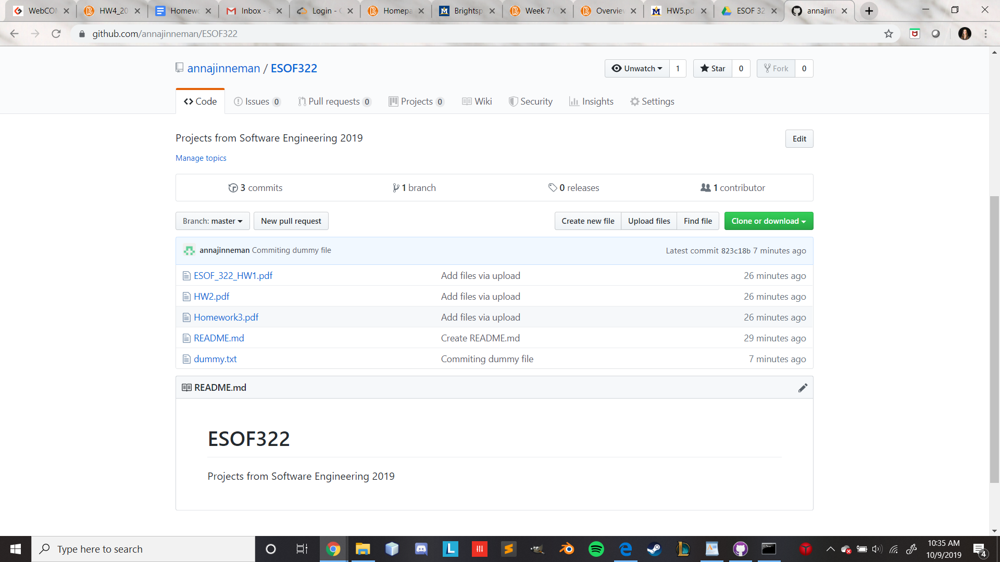 WebCON
HW4_20
Homewo
Inbox - a
Login - C
Homepa
Brightsp
Week 7 C
Overview
HW5.pd
ESOF 32
annajinn
github.com/annajinneman/ESOF322
annajinneman / ESOF322
Unwatch 1
Star 0
Fork 0
Code
Issues 0
Pull requests 0
Projects 0
Wiki
Security
Insights
Settings
Projects from Software Engineering 2019
Edit
Manage topics
3 commits
1 branch
0 releases
1 contributor
Branch: master
New pull request
Create new file
Upload files
Find file
Clone or download
annajinneman Commiting dummy file Latest commit 823c18b 7 minutes ago
ESOF_322_HW1.pdf Add files via upload 26 minutes ago
HW2.pdf Add files via upload 26 minutes ago
Homework3.pdf Add files via upload 26 minutes ago
README.md Create README.md 29 minutes ago
dummy.txt Commiting dummy file 7 minutes ago
README.md
ESOF322
Projects from Software Engineering 2019
Type here to search
10:35 AM
10/9/2019
4